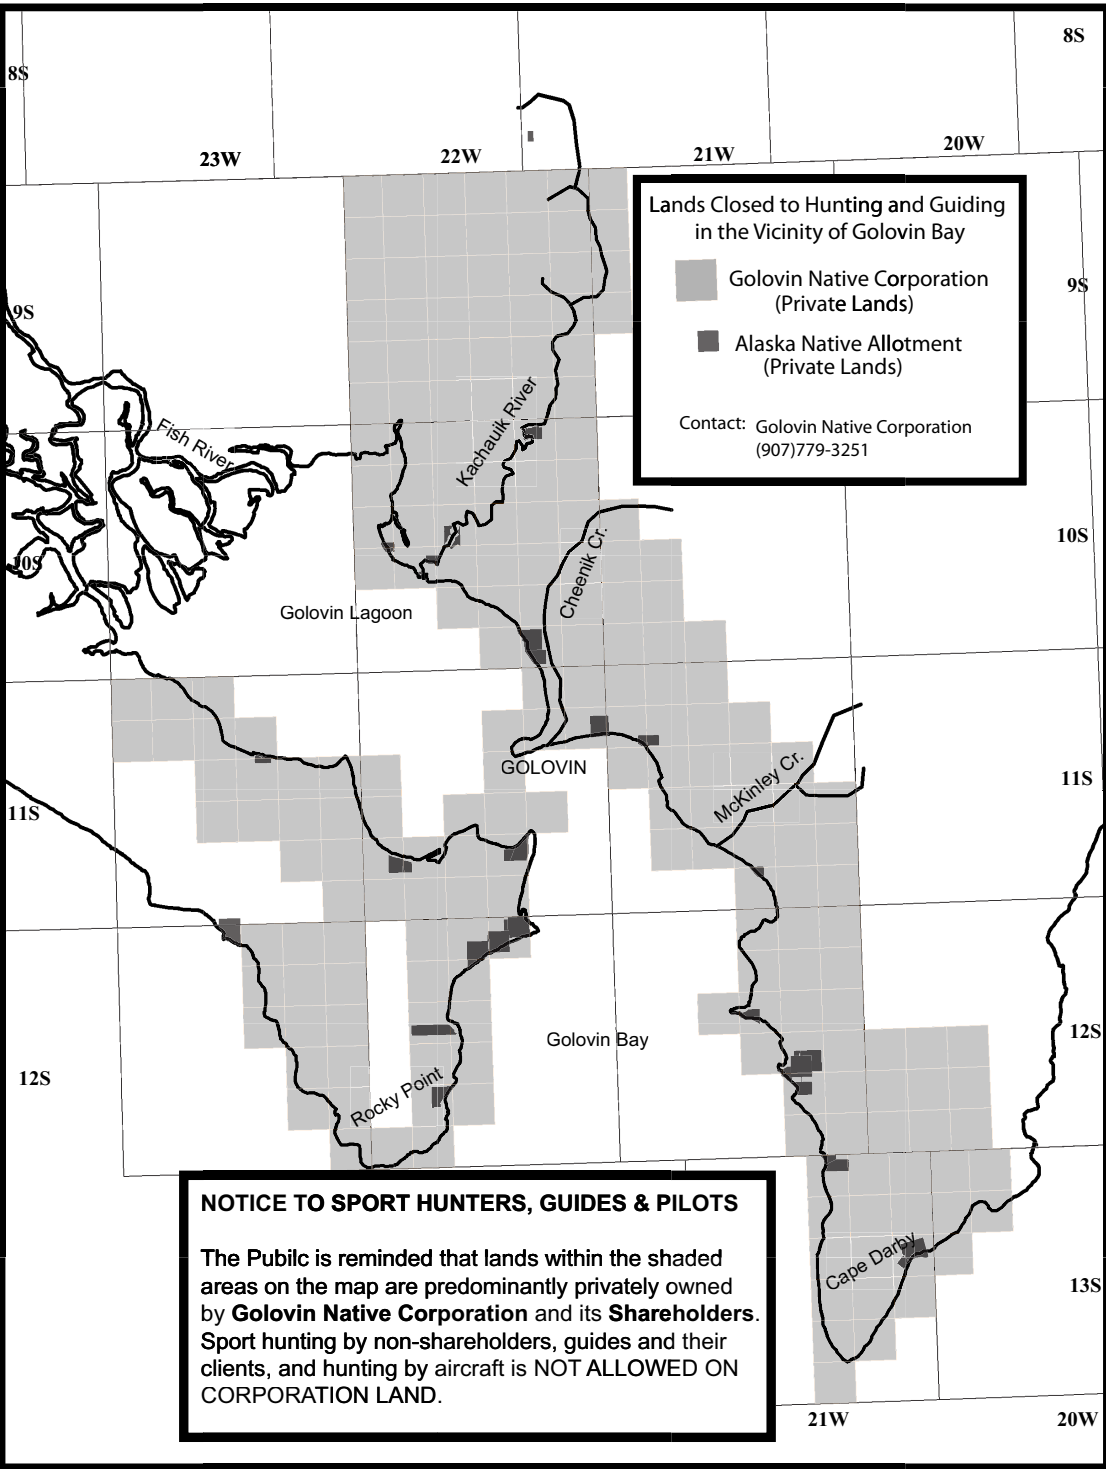 8S
8S
23W
22W
21W
20W
Lands Closed to Hunting and Guiding
in the Vicinity of Golovin Bay
Golovin Native Corporation
(Private Lands)
Alaska Native Allotment
(Private Lands)
Contact: Golovin Native Corporation
(907)779-3251
9S
9S
Fish River
Kachauik River
10S
10S
Cheenik Cr.
Golovin Lagoon
GOLOVIN
McKinley Cr.
11S
11S
Golovin Bay
12S
12S
Rocky Point
Cape Darby
13S
21W
20W
NOTICE TO SPORT HUNTERS, GUIDES & PILOTS
The Pubilc is reminded that lands within the shaded
areas on the map are predominantly privately owned
by Golovin Native Corporation and its Shareholders.
Sport hunting by non-shareholders, guides and their
clients, and hunting by aircraft is NOT ALLOWED ON
CORPORATION LAND.